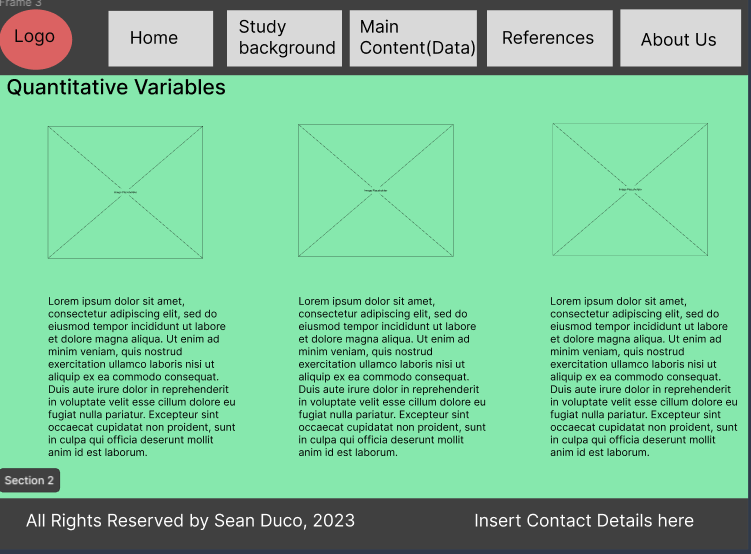 Frame 3
Logo
Home
Study
background
Main
Content(Data)
References
About Us
Quantitative Variables
Image Placeholder
Image Placeholder
Image Placeholder
Lorem ipsum dolor sit amet,
consectetur adipiscing elit, sed do
eiusmod tempor incididunt ut labore
et dolore magna aliqua. Ut enim ad
minim veniam, quis nostrud
exercitation ullamco laboris nisi ut
aliquip ex ea commodo consequat.
Duis aute irure dolor in reprehenderit
in voluptate velit esse cillum dolore eu
fugiat nulla pariatur. Excepteur sint
occaecat cupidatat non proident, sunt
in culpa qui officia deserunt mollit
anim id est laborum.
Lorem ipsum dolor sit amet,
consectetur adipiscing elit, sed do
eiusmod tempor incididunt ut labore
et dolore magna aliqua. Ut enim ad
minim veniam, quis nostrud
exercitation ullamco laboris nisi ut
aliquip ex ea commodo consequat.
Duis aute irure dolor in reprehenderit
in voluptate velit esse cillum dolore eu
fugiat nulla pariatur. Excepteur sint
occaecat cupidatat non proident, sunt
in culpa qui officia deserunt mollit
anim id est laborum.
Lorem ipsum dolor sit amet,
consectetur adipiscing elit, sed do
eiusmod tempor incididunt ut labore
et dolore magna aliqua. Ut enim ad
minim veniam, quis nostrud
exercitation ullamco laboris nisi ut
aliquip ex ea commodo consequat.
Duis aute irure dolor in reprehenderit
in voluptate velit esse cillum dolore eu
fugiat nulla pariatur. Excepteur sint
occaecat cupidatat non proident, sunt
in culpa qui officia deserunt mollit
anim id est laborum.
Section 2
All Rights Reserved by Sean Duco, 2023
Insert Contact Details here